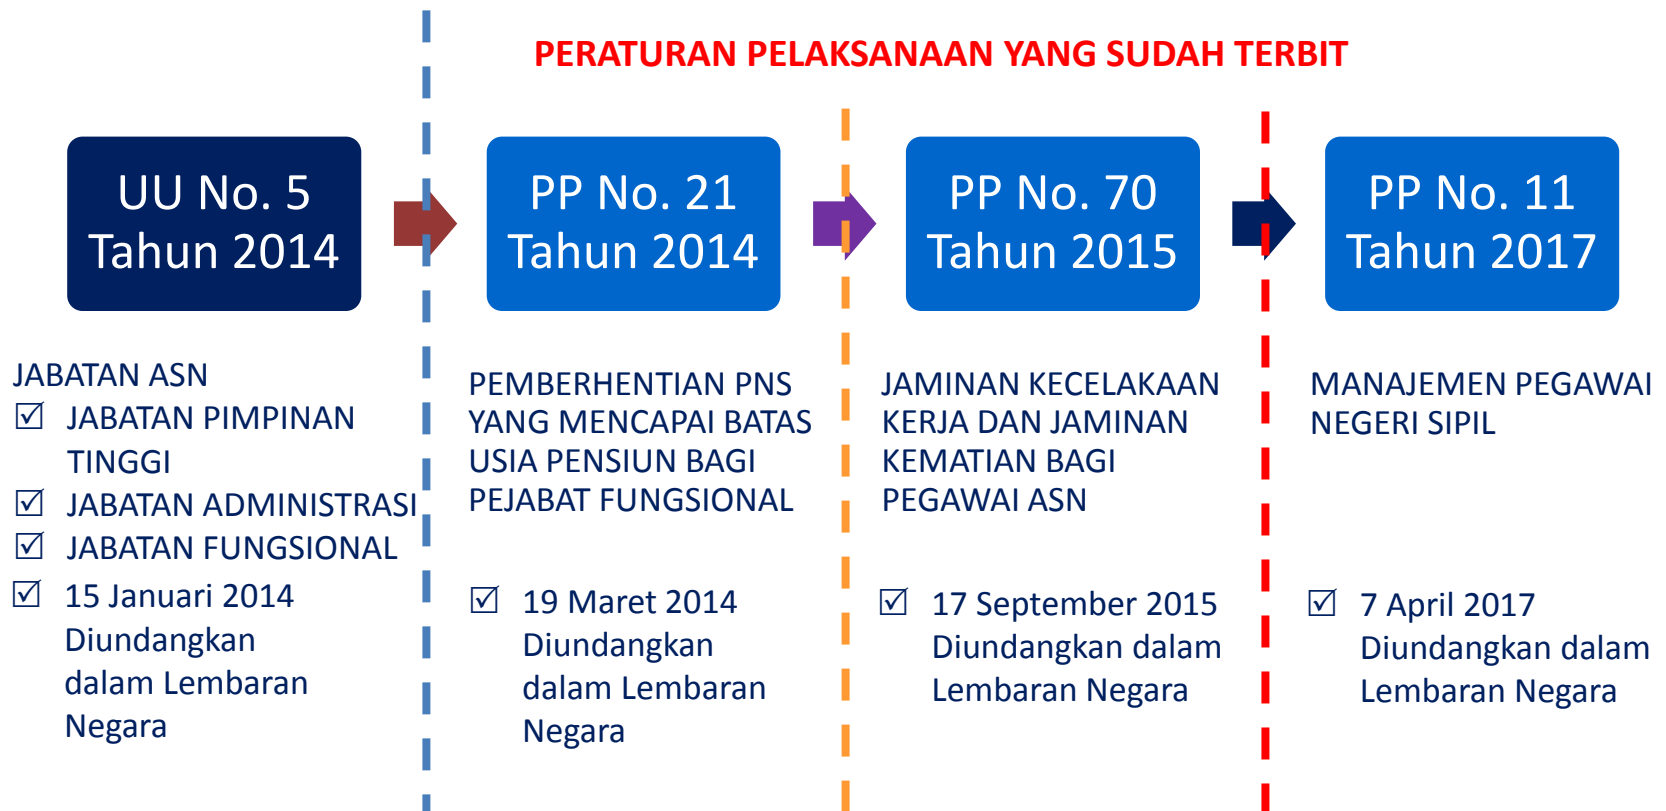 PERATURAN PELAKSANAAN YANG SUDAH TERBIT
UU No. 5
Tahun 2014
JABATAN ASN
☑ JABATAN PIMPINAN
TINGGI
☑ JABATAN ADMINISTRASI
☑ JABATAN FUNGSIONAL
☑ 15 Januari 2014
Diundangkan
dalam Lembaran
Negara
PP No. 21
Tahun 2014
PEMBERHENTIAN PNS
YANG MENCAPAI BATAS
USIA PENSIUN BAGI
PEJABAT FUNGSIONAL
☑ 19 Maret 2014
Diundangkan
dalam Lembaran
Negara
PP No. 70
Tahun 2015
JAMINAN KECELAKAAN
KERJA DAN JAMINAN
KEMATIAN BAGI
PEGAWAI ASN
☑ 17 September 2015
Diundangkan dalam
Lembaran Negara
PP No. 11
Tahun 2017
MANAJEMEN PEGAWAI
NEGERI SIPIL
☑ 7 April 2017
Diundangkan dalam
Lembaran Negara